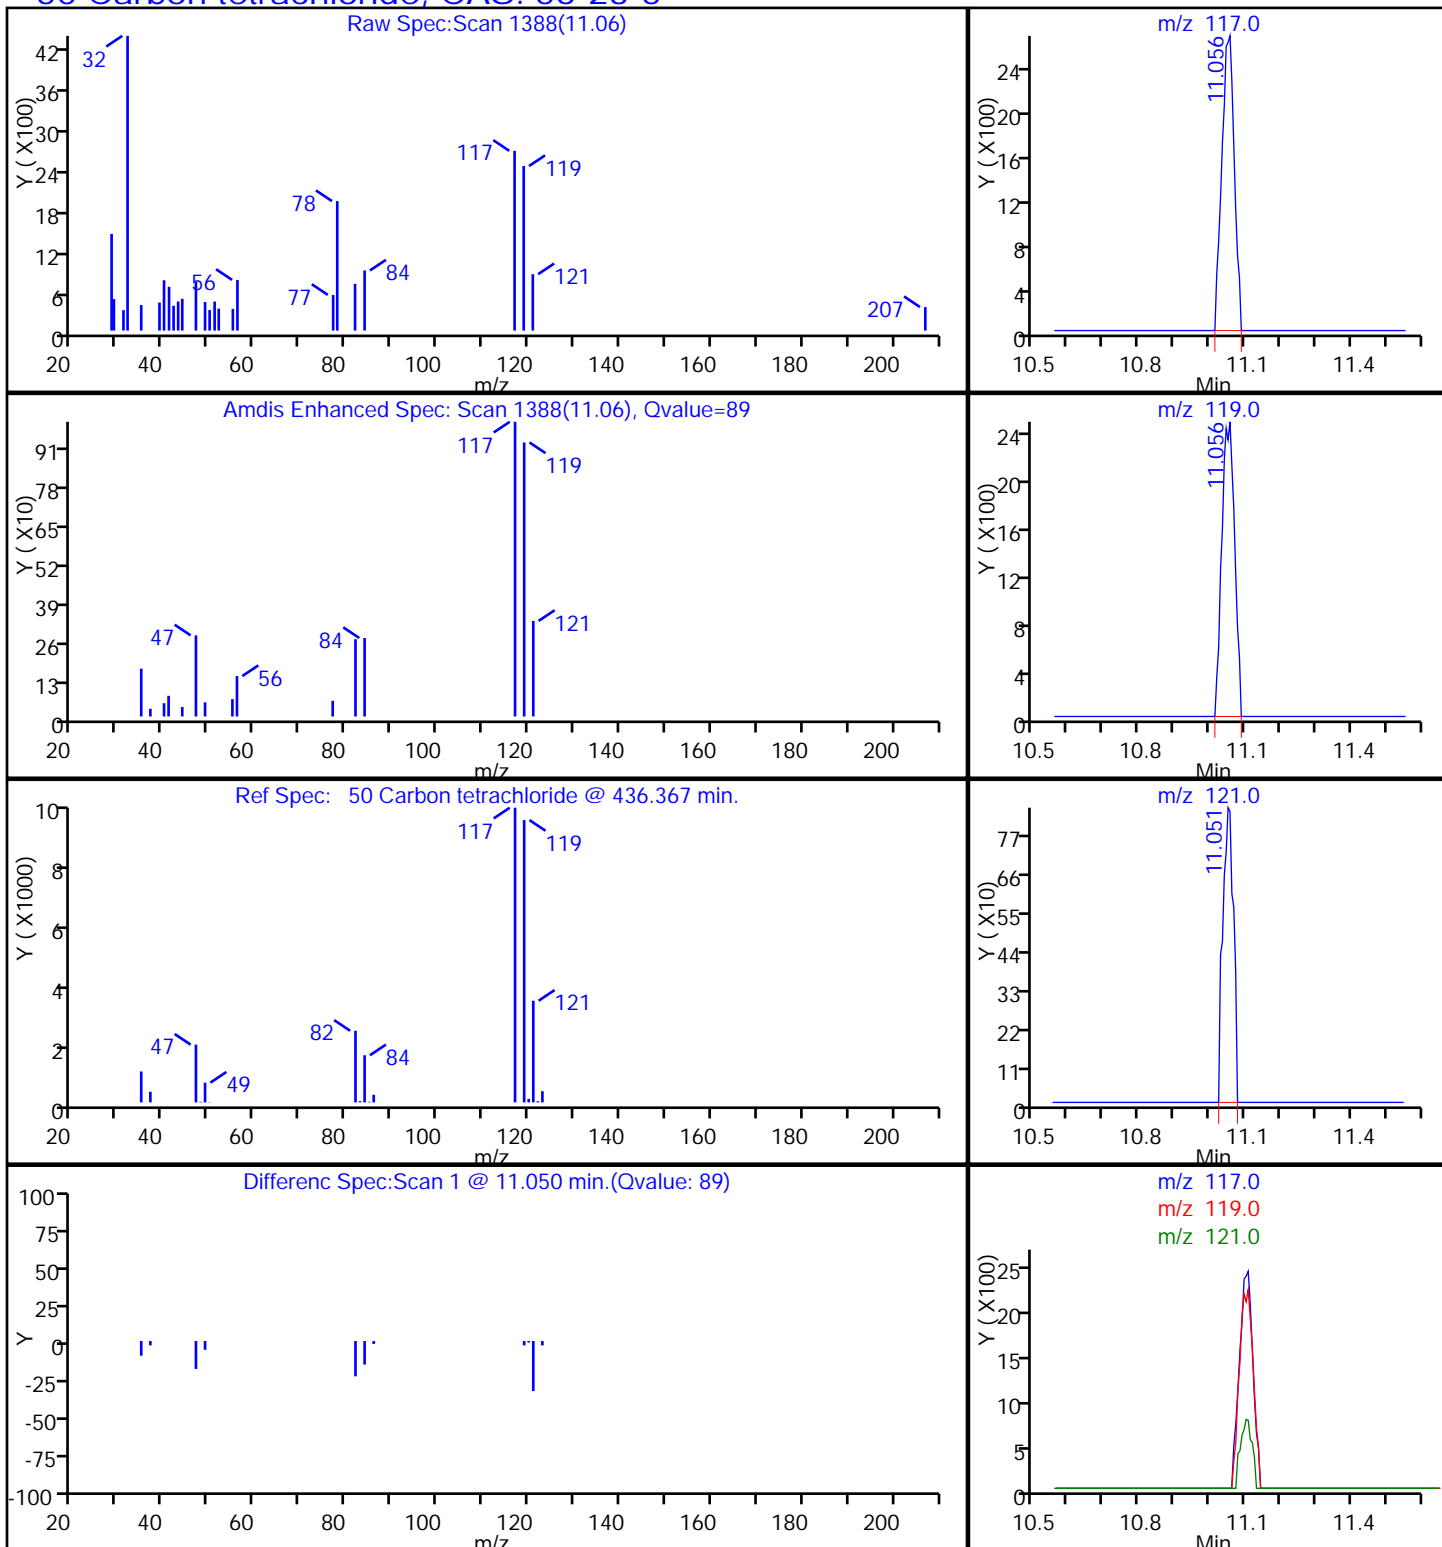 Raw Spec:Scan 1388(11.06)
Y ( X100)
42
36
30
24
18
12
6
0
32
56
77
78
84
117
119
121
207
20 40 60 80 100 120 140 160 180 200
m/z
m/z 117.0
Y ( X100)
24
20
16
12
8
4
0
11.056
10.5 10.8 11.1 11.4
Min
Amdis Enhanced Spec: Scan 1388(11.06), Qvalue=89
Y ( X10)
91
78
65
52
39
26
13
0
47
56
84
117
119
121
20 40 60 80 100 120 140 160 180 200
m/z
m/z 119.0
Y ( X100)
24
20
16
12
8
4
0
11.056
10.5 10.8 11.1 11.4
Min
Ref Spec: 50 Carbon tetrachloride @ 436.367 min.
Y ( X1000)
10
8
6
4
2
0
47
49
82
84
117
119
121
20 40 60 80 100 120 140 160 180 200
m/z
m/z 121.0
Y ( X10)
77
66
55
44
33
22
11
0
11.051
10.5 10.8 11.1 11.4
Min
Differenc Spec:Scan 1 @ 11.050 min.(Qvalue: 89)
Y
100
75
50
25
0
-25
-50
-75
-100
20 40 60 80 100 120 140 160 180 200
m/z
m/z 117.0
m/z 119.0
m/z 121.0
Y ( X100)
25
20
15
10
5
0
10.5 10.8 11.1 11.4
Min